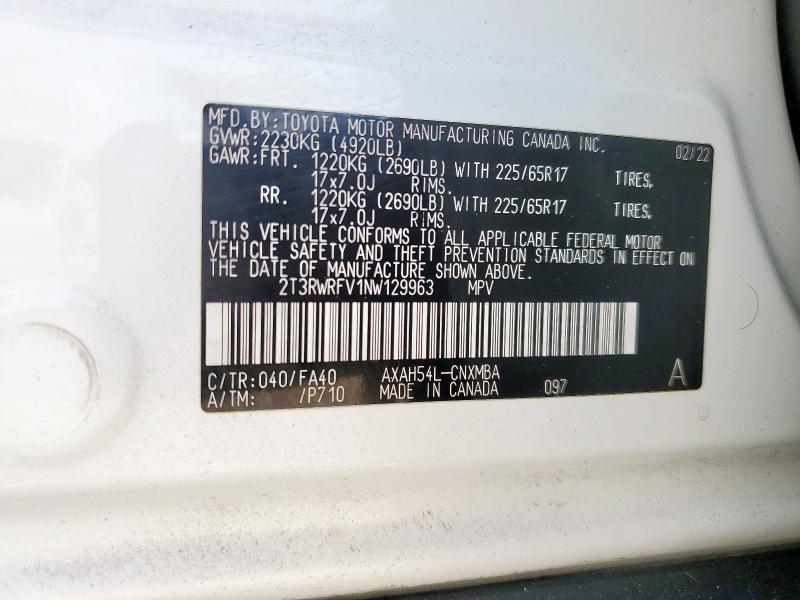 MFD.BY:TOYOTA MOTOR MANUFACTURING CANADA INC. 02/22
GVWR:2230KG (4920LB)
GAWR:FRT. 1220KG (2690LB) WITH 225/65R17 TIRES,
17x7.0J RIMS.
RR. 1220KG (2690LB) WITH 225/65R17 TIRES,
17x7.0J RIMS.
THIS VEHICLE CONFORMS TO ALL APPLICABLE FEDERAL MOTOR
VEHICLE SAFETY AND THEFT PREVENTION STANDARDS IN EFFECT ON
THE DATE OF MANUFACTURE SHOWN ABOVE.
2T3RWRFV1NW129963 MPV
C/TR:040/FA40 AXAH54L-CNXMBA
A/TM: /P710 MADE IN CANADA 097 A